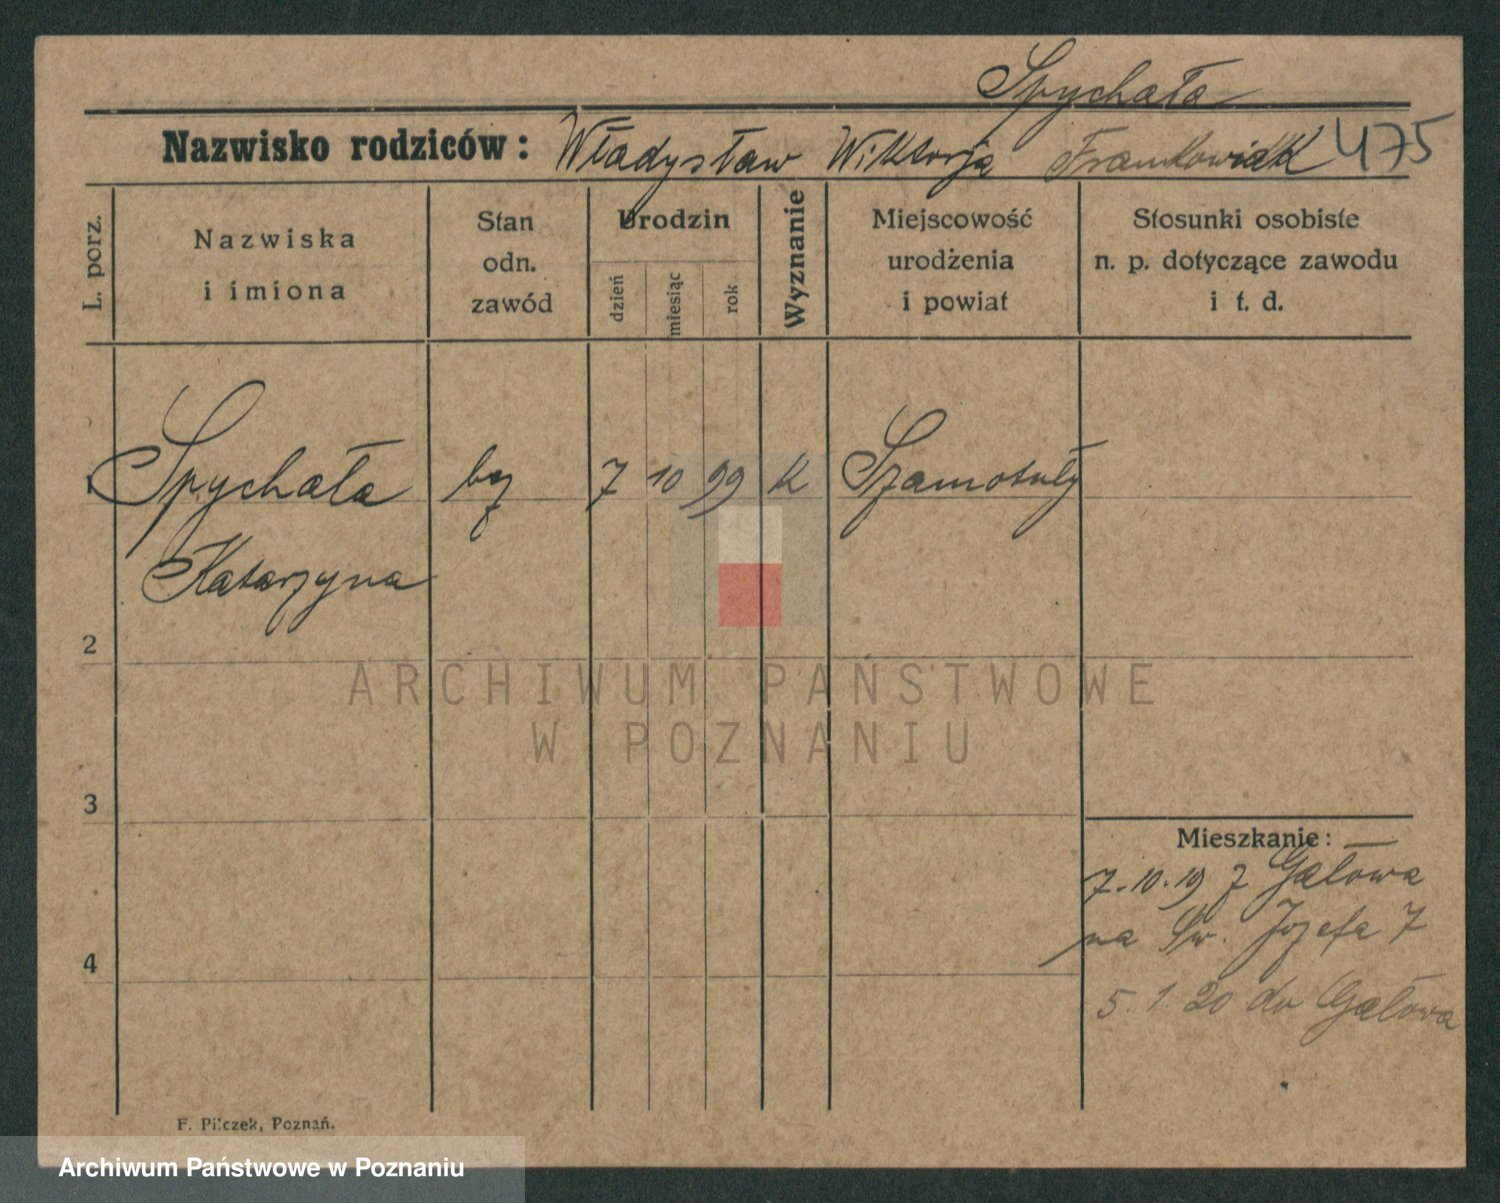 Spychała
Nazwisko rodziców: Władysław Wiktorja Frankowiak 475
L. porz.
Nazwiska i imiona
Stan odn. zawód
Urodzin
dzień
miesiąc
rok
Wyznanie
Miejscowość urodzenia i powiat
Stosunki osobiste n. p. dotyczące zawodu i t. d.
1 Spychała bez 7 10 99 K Szamotuły
Katarzyna
2
ARCHIWUM PAŃSTWOWE
W POZNANIU
3
Mieszkanie:
7.10.19 z Gałowa
na Św. Józefa 7
4
5.1.20 do Gałowa
F. Pilczek, Poznań.
Archiwum Państwowe w Poznaniu